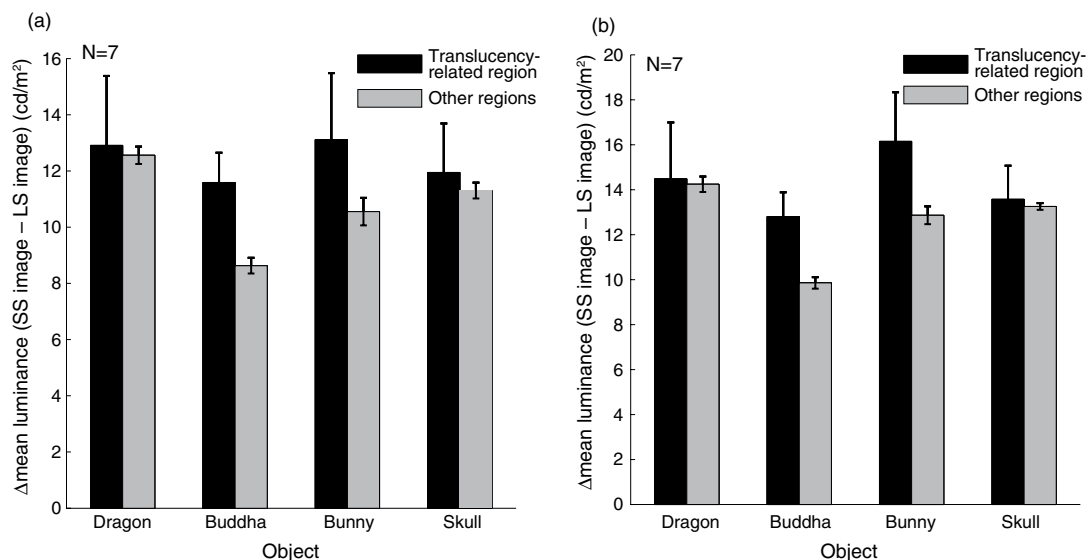 (a)
N=7
Translucency-
related region
Other regions
Δmean luminance (SS image – LS image) (cd/m²)
16
14
12
10
8
6
4
2
0
Dragon
Buddha
Bunny
Skull
Object
(b)
N=7
Translucency-
related region
Other regions
Δmean luminance (SS image – LS image) (cd/m²)
20
18
16
14
12
10
8
6
4
2
0
Dragon
Buddha
Bunny
Skull
Object